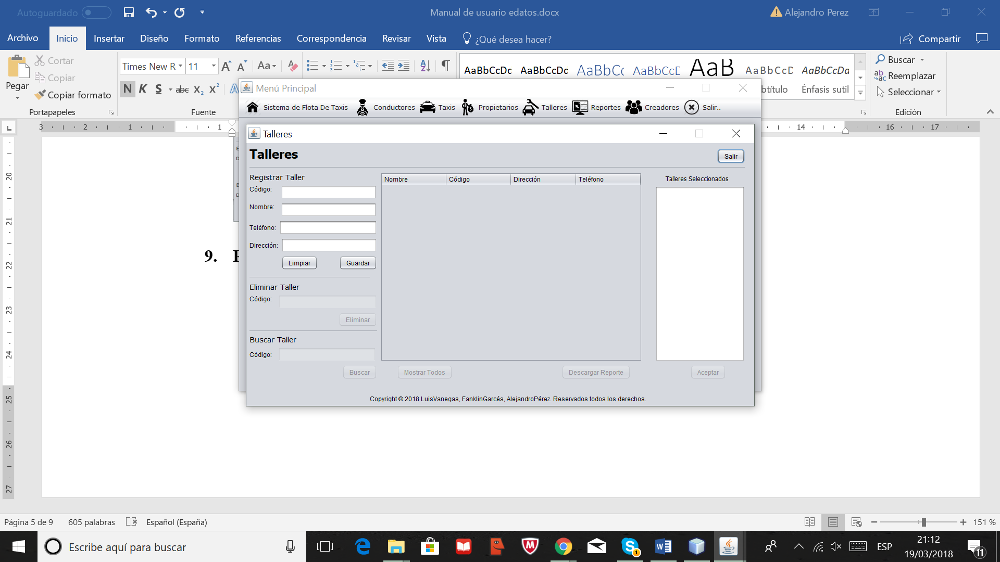 Autoguardado
Manual de usuario edatos.docx
Alejandro Perez
Archivo Inicio Insertar Diseño Formato Referencias Correspondencia Revisar Vista ¿Qué desea hacer? Compartir
Pegar
Cortar
Copiar
Copiar formato
Portapapeles
Times New R 11
Aa
N K S abc X₂ X²
Fuente
AaBbCcDc AaBbCcDc AaBbCc AaBbCcD AaB AaBbCcD AaBbCcDa
btítulo Énfasis sutil
Buscar
Reemplazar
Seleccionar
Edición
Menú Principal
Sistema de Flota De Taxis Conductores Taxis Propietarios Talleres Reportes Creadores Salir..
3 2 1 1 14 16 17
Talleres
Talleres
Salir
Registrar Taller
Código:
Nombre:
Teléfono:
Dirección:
Limpiar Guardar
Eliminar Taller
Código:
Eliminar
Buscar Taller
Código:
Buscar
Nombre Código Dirección Teléfono
Mostrar Todos Descargar Reporte
Talleres Seleccionados
Aceptar
Copyright © 2018 LuisVanegas, FanklinGarcés, AlejandroPérez. Reservados todos los derechos.
9.
20
21
22
23
24
25
26
27
Página 5 de 9 605 palabras Español (España) 151 %
Escribe aquí para buscar
1
ESP
21:12
19/03/2018
11